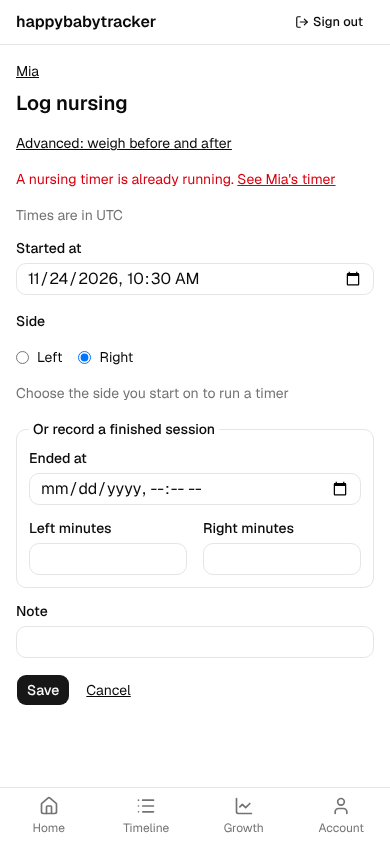 happybabytracker
Sign out
Mia
Log nursing
Advanced: weigh before and after
A nursing timer is already running. See Mia's timer
Times are in UTC
Started at
11/24/2026, 10:30 AM
Side
Left Right
Choose the side you start on to run a timer
Or record a finished session
Ended at
mm/dd/yyyy, --:-- --
Left minutes Right minutes
Note
Save Cancel
Home Timeline Growth Account